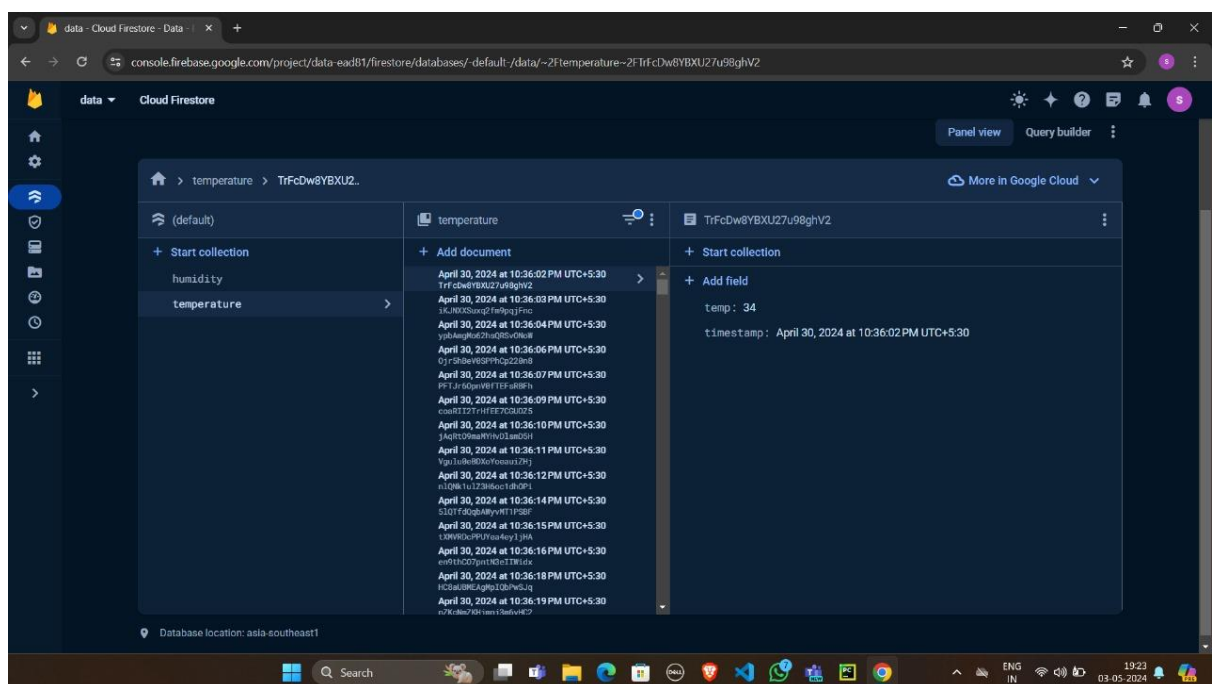 data - Cloud Firestore - Data -
console.firebase.google.com/project/data-ead81/firestore/databases/-default-/data/~2Ftemperature~2FTrFcDw8YBXU27u98ghV2
data
Cloud Firestore
S
Panel view
Query builder
temperature
TrFcDw8YBXU2..
More in Google Cloud
(default)
temperature
TrFcDw8YBXU27u98ghV2
+ Start collection
+ Add document
+ Start collection
humidity
temperature
April 30, 2024 at 10:36:02 PM UTC+5:30
TrFcDw8YBXU27u98ghV2
April 30, 2024 at 10:36:03 PM UTC+5:30
April 30, 2024 at 10:36:04 PM UTC+5:30
April 30, 2024 at 10:36:06 PM UTC+5:30
April 30, 2024 at 10:36:07 PM UTC+5:30
April 30, 2024 at 10:36:09 PM UTC+5:30
April 30, 2024 at 10:36:10 PM UTC+5:30
April 30, 2024 at 10:36:11 PM UTC+5:30
April 30, 2024 at 10:36:12 PM UTC+5:30
April 30, 2024 at 10:36:14 PM UTC+5:30
April 30, 2024 at 10:36:15 PM UTC+5:30
April 30, 2024 at 10:36:16 PM UTC+5:30
April 30, 2024 at 10:36:18 PM UTC+5:30
April 30, 2024 at 10:36:19 PM UTC+5:30
+ Add field
temp: 34
timestamp: April 30, 2024 at 10:36:02 PM UTC+5:30
Database location: asia-southeast1
Search
ENG
IN
19:23
03-05-2024